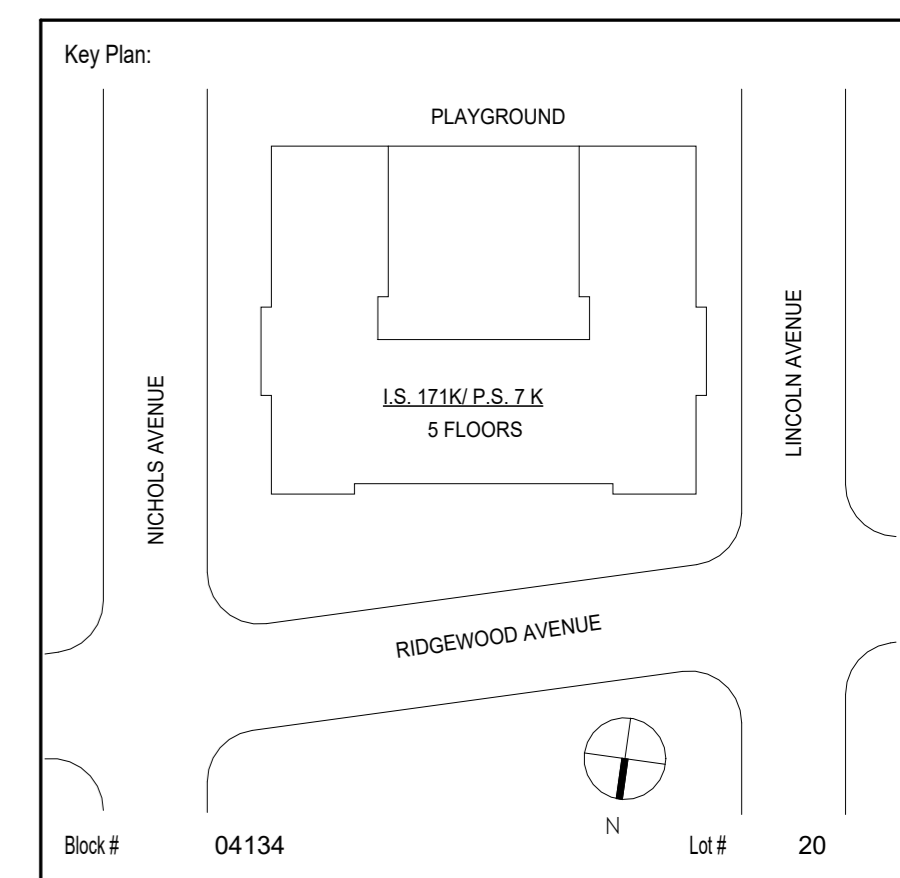 Key Plan:
PLAYGROUND
NICHOLS AVENUE
I.S. 171K/ P.S. 7 K
5 FLOORS
LINCOLN AVENUE
RIDGEWOOD AVENUE
N
Block # 04134 Lot # 20